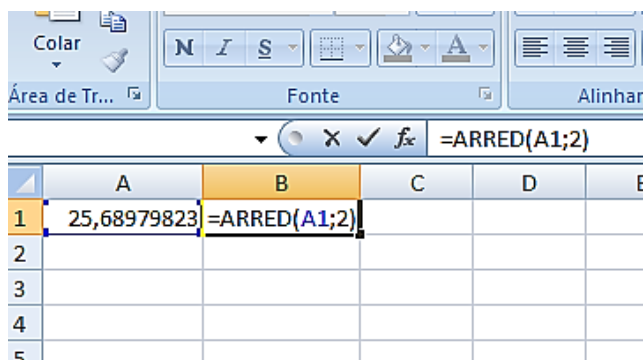 Colar
N I S A
Área de Tr... Fonte Alinhar
fx =ARRED(A1;2)
A B C D E
1 25,68979823 =ARRED(A1;2)
2
3
4
5